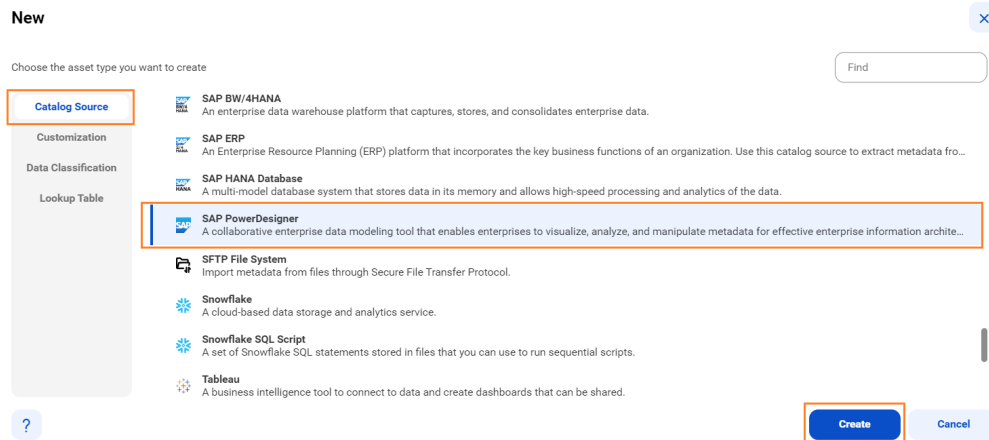 New
Choose the asset type you want to create
Find
Catalog Source
Customization
Data Classification
Lookup Table
SAP BW/4HANA
An enterprise data warehouse platform that captures, stores, and consolidates enterprise data.
SAP ERP
An Enterprise Resource Planning (ERP) platform that incorporates the key business functions of an organization. Use this catalog source to extract metadata fro...
SAP HANA Database
A multi-model database system that stores data in its memory and allows high-speed processing and analytics of the data.
SAP PowerDesigner
A collaborative enterprise data modeling tool that enables enterprises to visualize, analyze, and manipulate metadata for effective enterprise information archite...
SFTP File System
Import metadata from files through Secure File Transfer Protocol.
Snowflake
A cloud-based data storage and analytics service.
Snowflake SQL Script
A set of Snowflake SQL statements stored in files that you can use to run sequential scripts.
Tableau
A business intelligence tool to connect to data and create dashboards that can be shared.
?
Create
Cancel